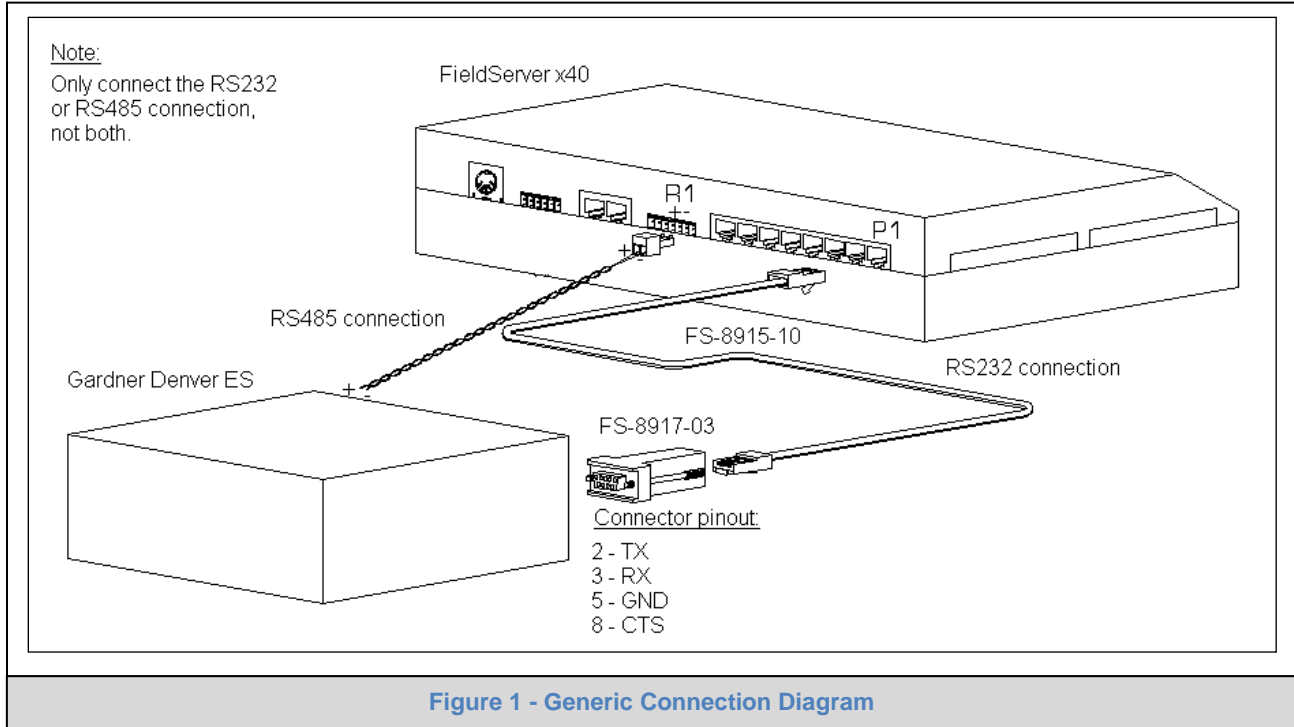 Note:
Only connect the RS232
or RS485 connection,
not both.
FieldServer x40
R1
+ -
P1
+
-
RS485 connection
FS-8915-10
RS232 connection
Gardner Denver ES
+ -
FS-8917-03
Connector pinout:
2 - TX
3 - RX
5 - GND
8 - CTS
Figure 1 - Generic Connection Diagram